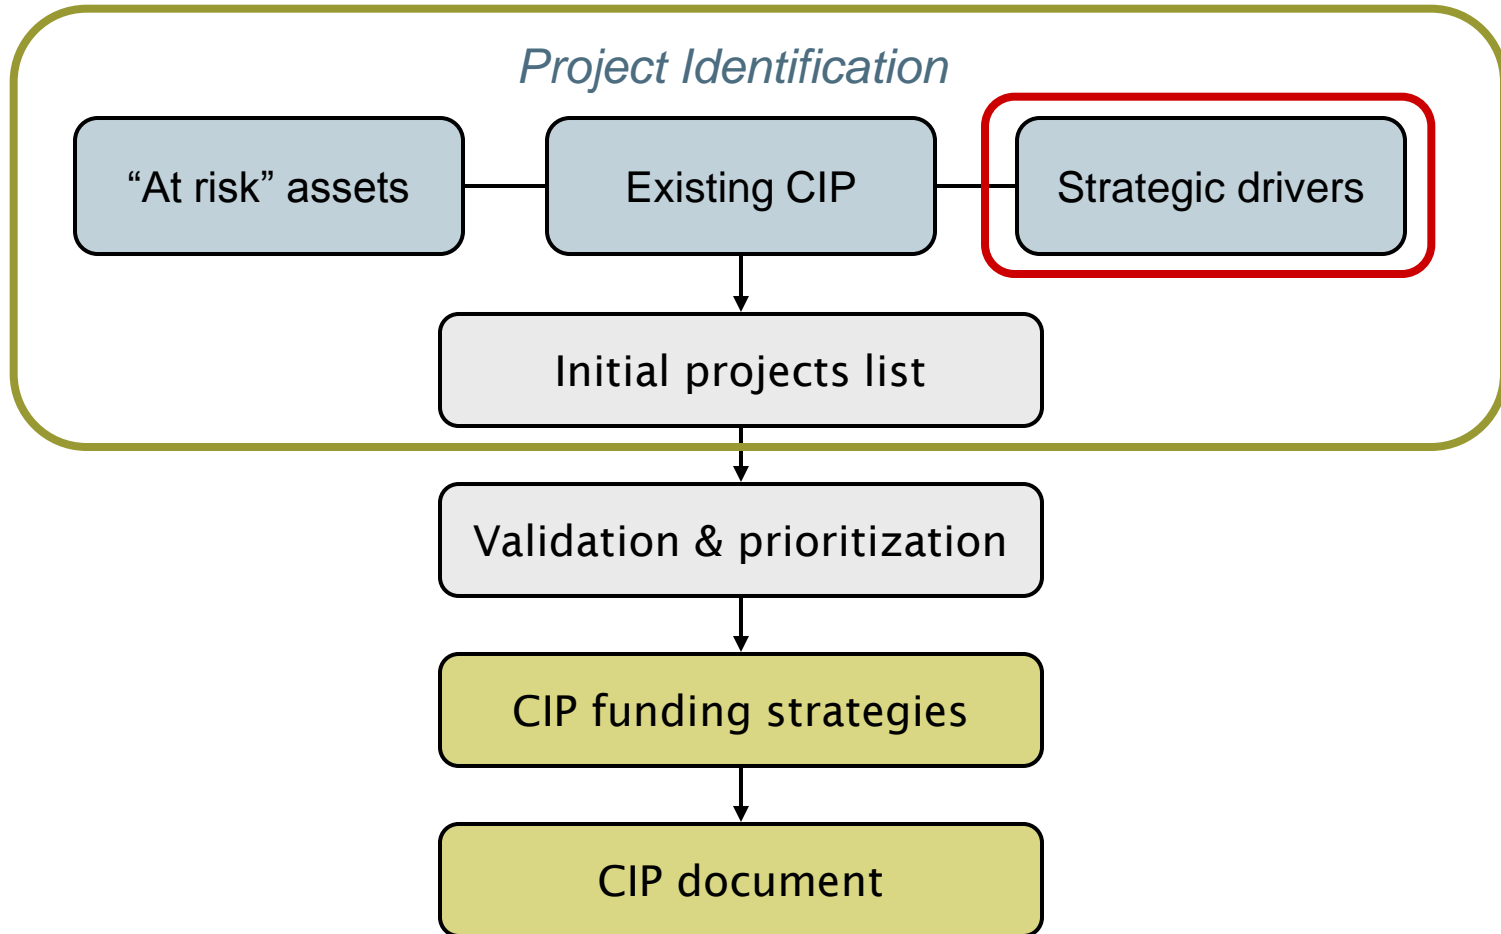 Project Identification
“At risk” assets
Existing CIP
Strategic drivers
Initial projects list
Validation & prioritization
CIP funding strategies
CIP document